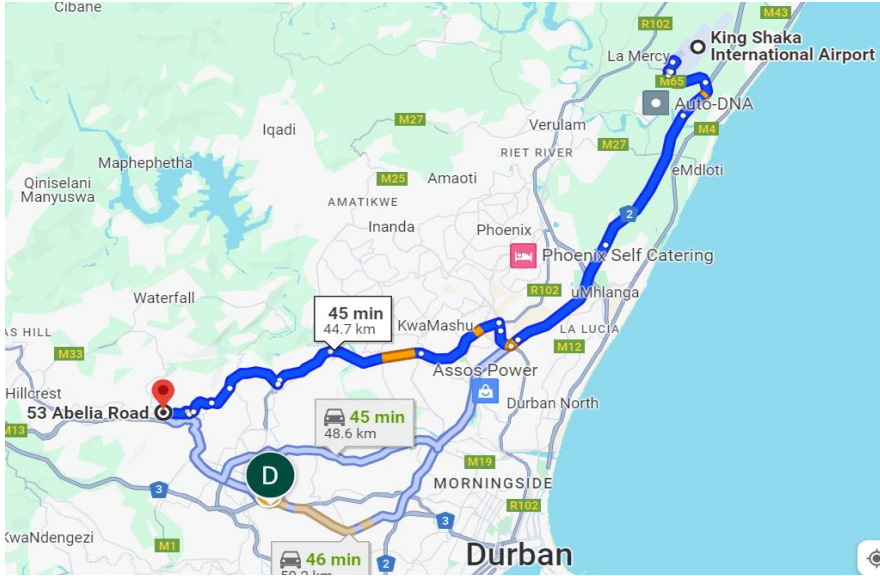 Cibane
R102
M43
King Shaka
International Airport
La Mercy
M65
Auto-DNA
M27
Verulam
M4
Iqadi
RIET RIVER
M27
Maphephetha
eMdloti
M25
Amaoti
Qiniselani
Manyuswa
AMATIKWE
2
Inanda
Phoenix
Phoenix Self Catering
R102
uMhlanga
Waterfall
45 min
44.7 km
KwaMashu
LA LUCIA
AS HILL
M12
M33
Assos Power
Hillcrest
53 Abelia Road
Durban North
45 min
48.6 km
M13
M19
D
MORNINGSIDE
3
R102
3
KwaNdengezi
M1
46 min
2
Durban